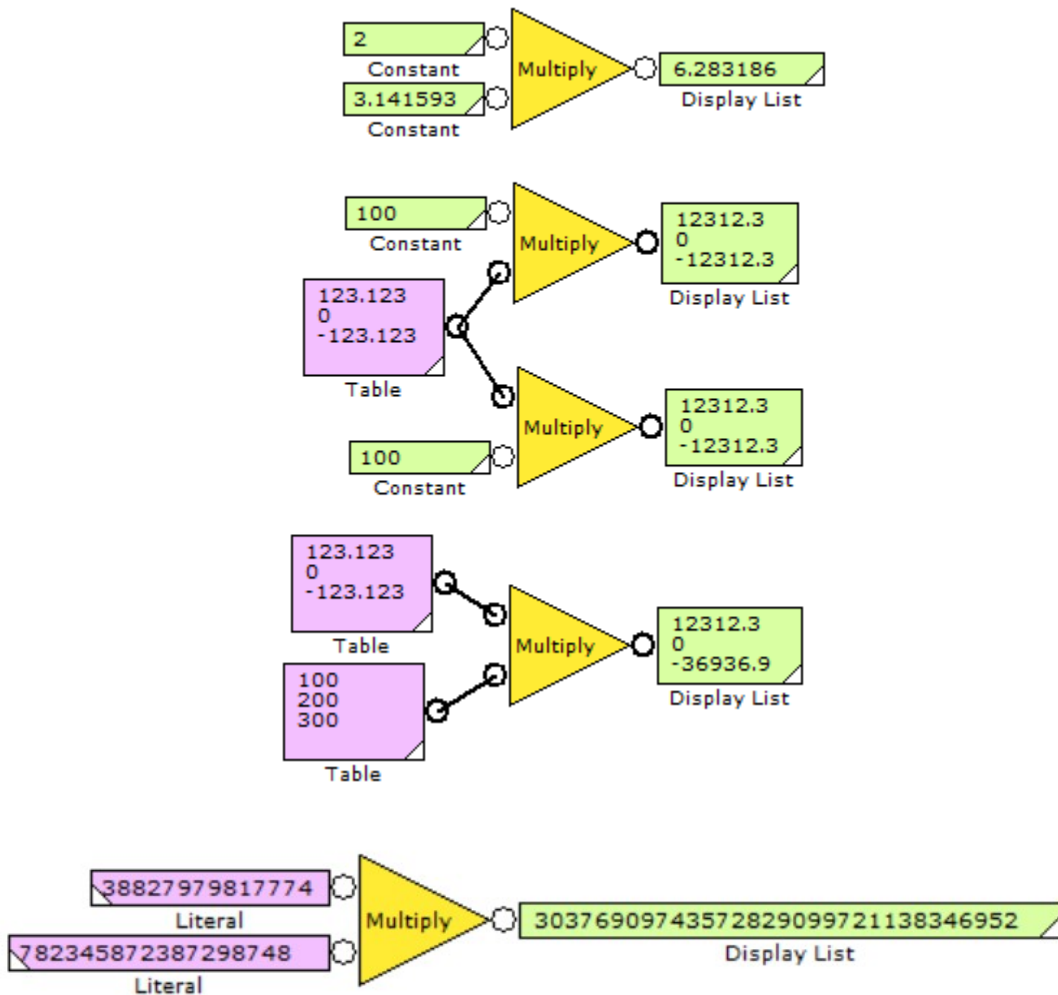 2
Constant
3.141593
Constant
Multiply
6.283186
Display List
100
Constant
Multiply
12312.3
0
-12312.3
Display List
123.123
0
-123.123
Table
Multiply
12312.3
0
-12312.3
Display List
100
Constant
123.123
0
-123.123
Table
Multiply
12312.3
0
-36936.9
Display List
100
200
300
Table
38827979817774
Literal
Multiply
303769097435728290997211383​46952
Display List
782345872387298748
Literal